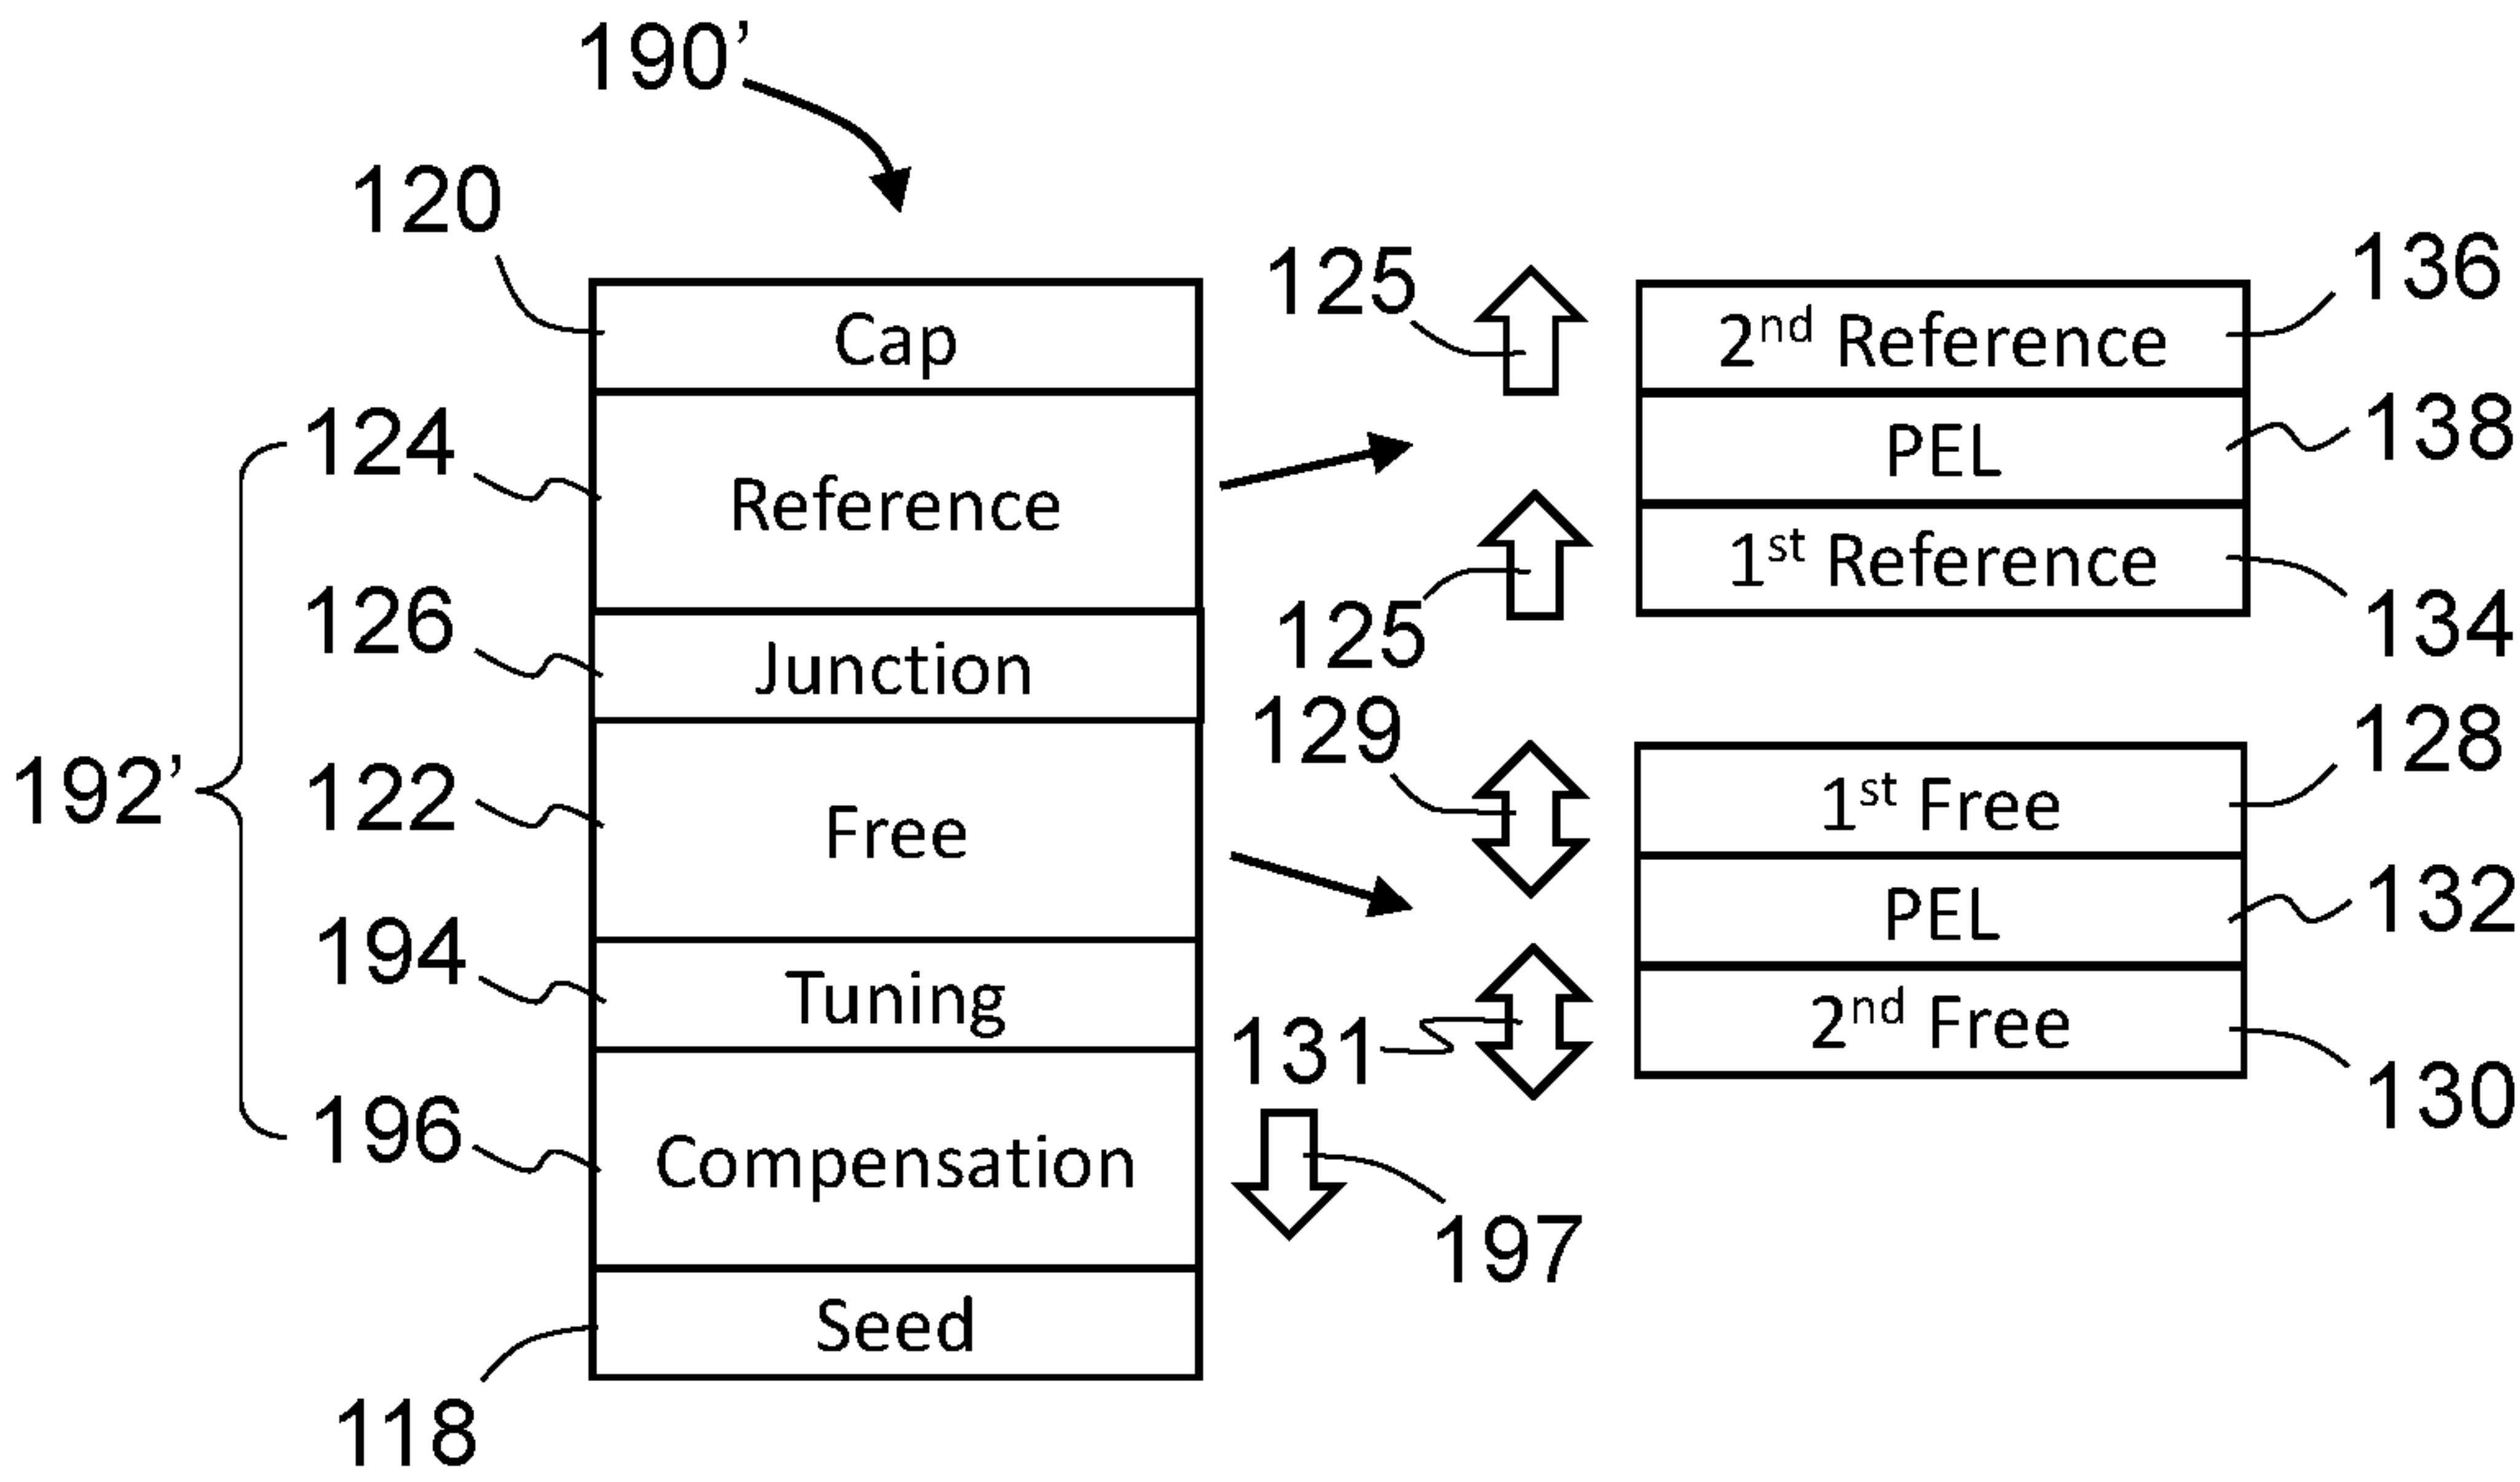 190’
120
125
136
Cap
2nd Reference
124
138
PEL
Reference
1st Reference
126
125
134
Junction
129
128
192’
122
1st Free
Free
132
PEL
194
Tuning
2nd Free
131
196
130
Compensation
197
Seed
118